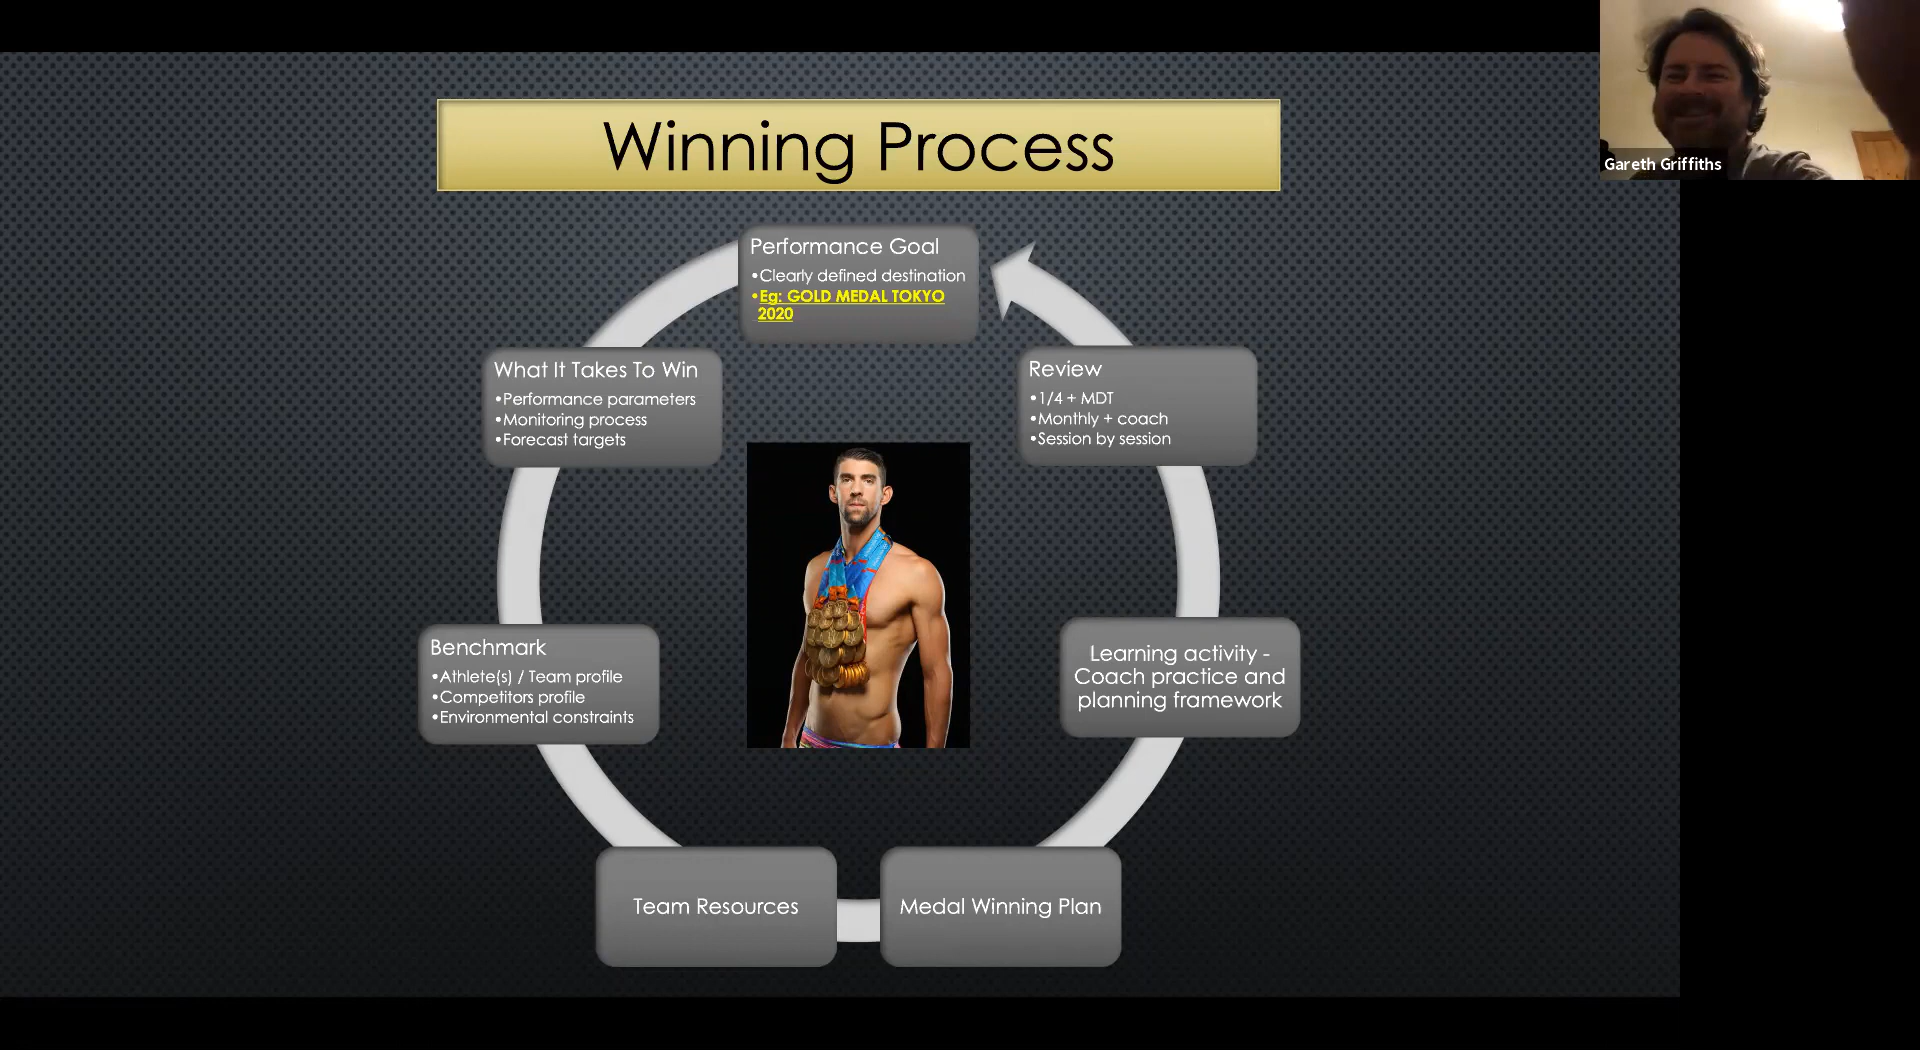 Winning Process
Gareth Griffiths
Performance Goal
•Clearly defined destination
•Eg: GOLD MEDAL TOKYO
2020
What It Takes To Win
•Performance parameters
•Monitoring process
•Forecast targets
Review
•1/4 + MDT
•Monthly + coach
•Session by session
Benchmark
•Athlete(s) / Team profile
•Competitors profile
•Environmental constraints
Learning activity -
Coach practice and
planning framework
Team Resources
Medal Winning Plan